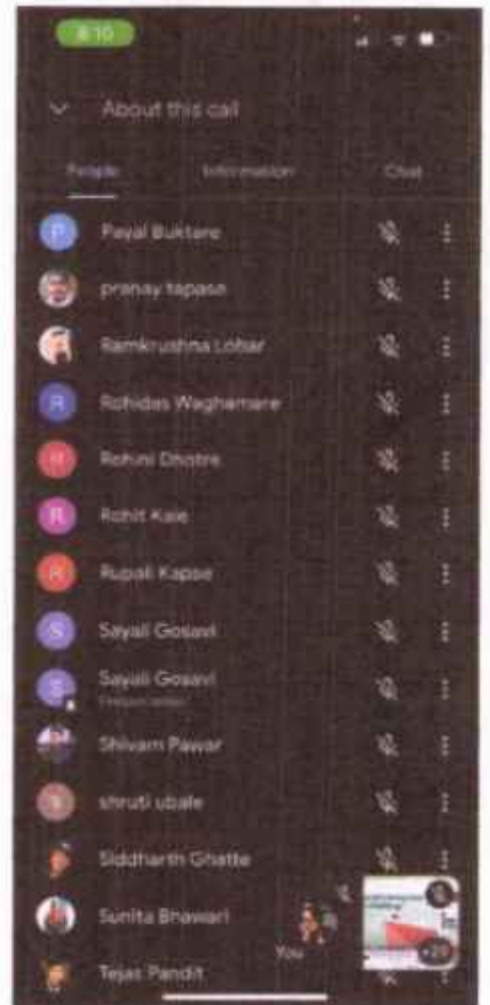 8:10
About this call
People Information Chat
P Payal Buktare
pranay tapase
Ramkrushna Lohar
R Rohidas Waghamare
R Rohini Dhotre
R Rohit Kale
R Rupali Kapse
S Sayali Gosavi
S Sayali Gosavi
Shivam Pawar
S shruti ubale
Siddharth Ghatte
Sunita Bhawari
You
+29
Tejas Pandit